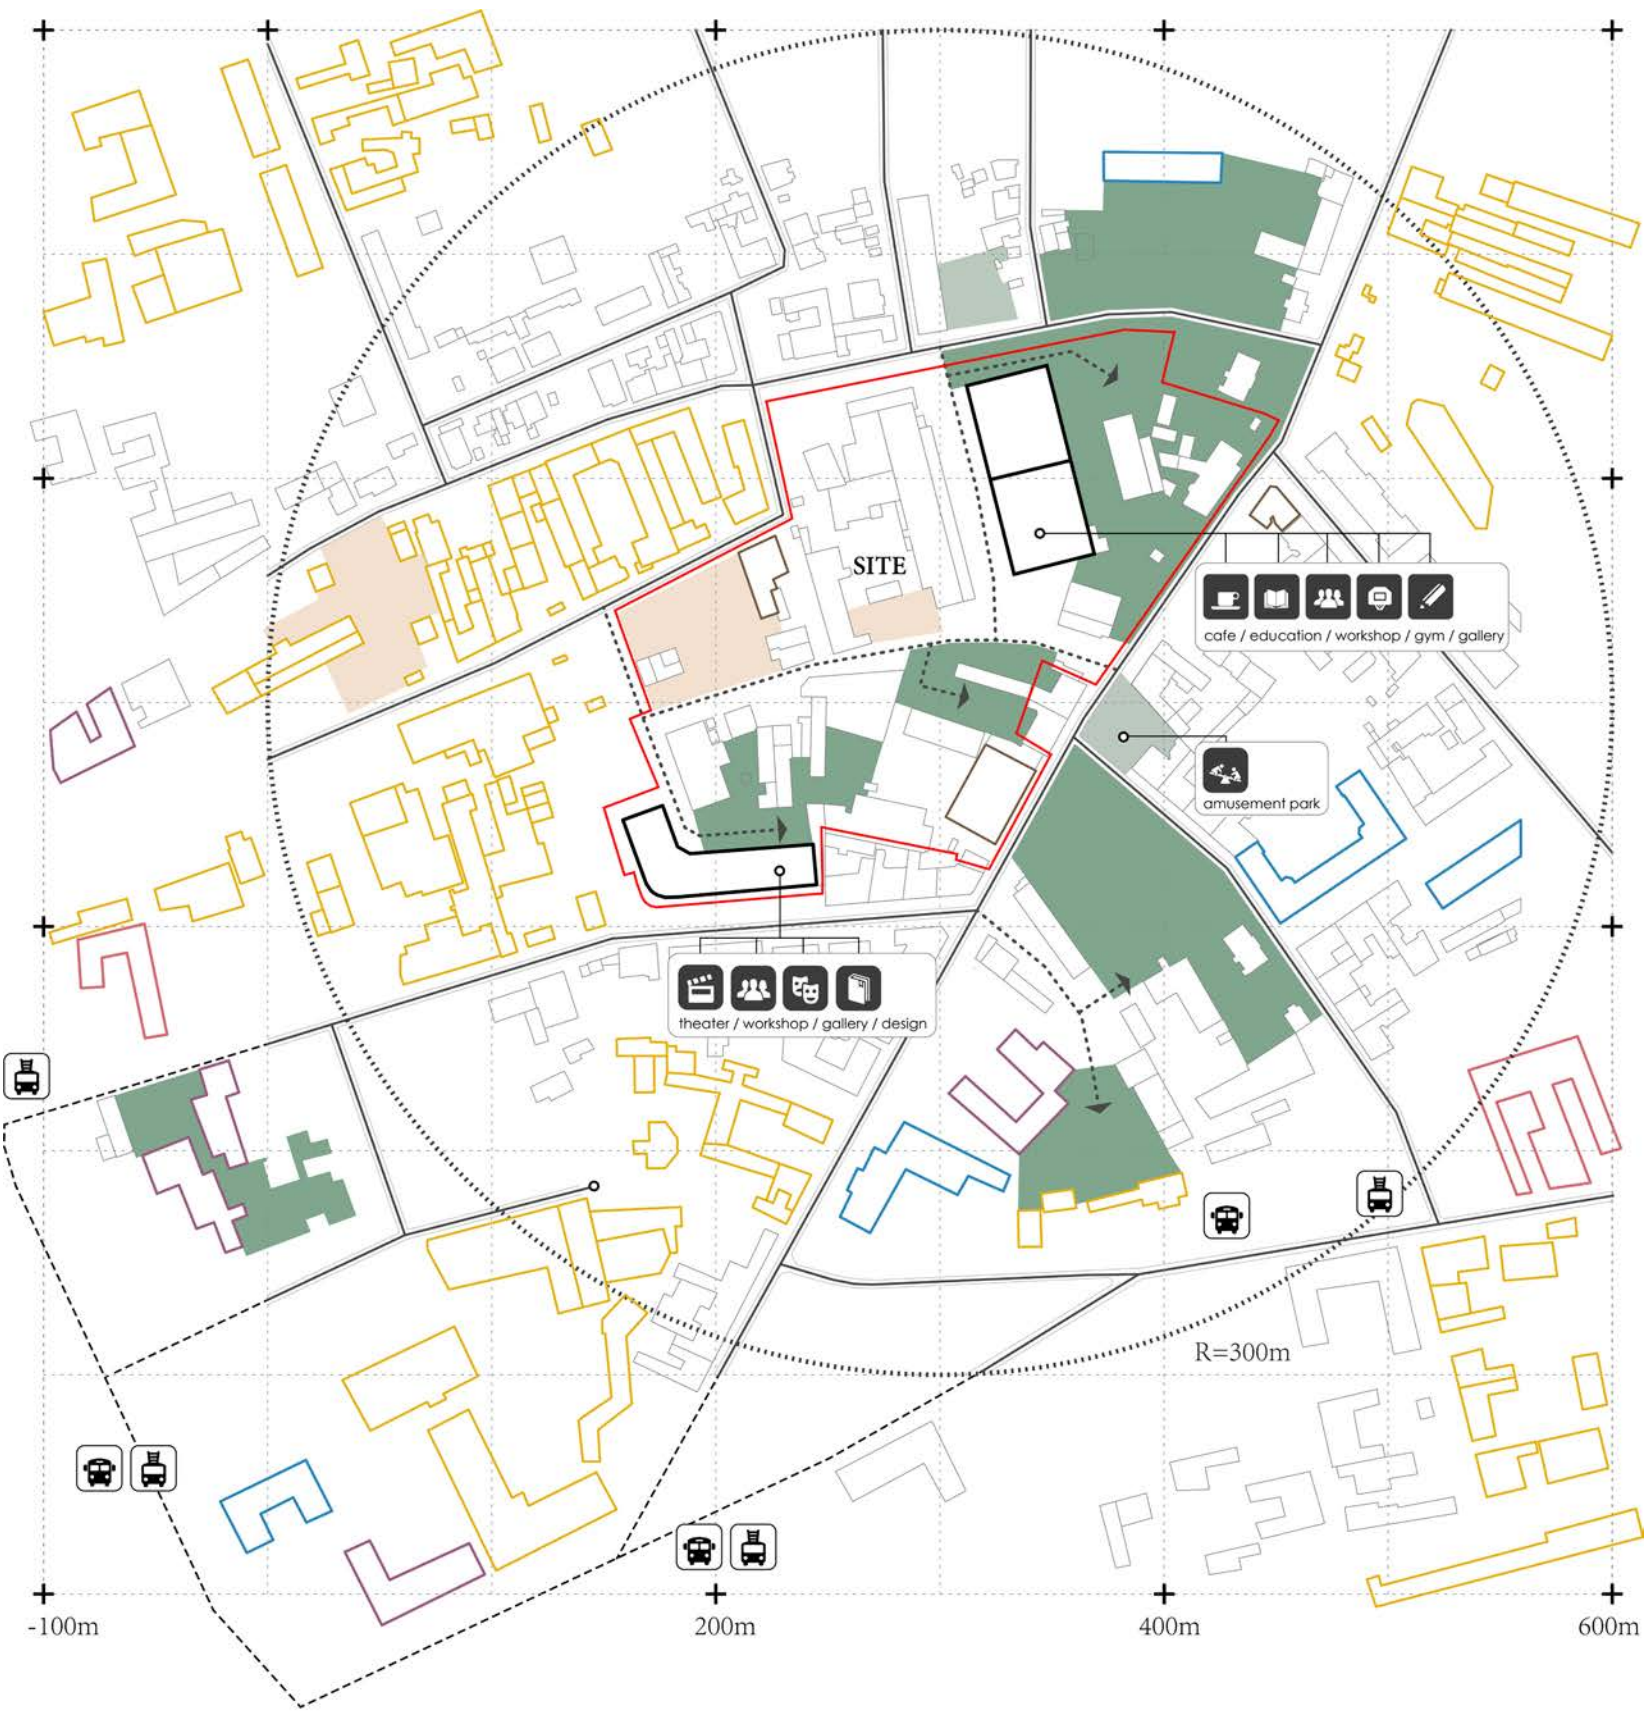 SITE
cafe / education / workshop / gym / gallery
amusement park
theater / workshop / gallery / design
R=300m
-100m
200m
400m
600m